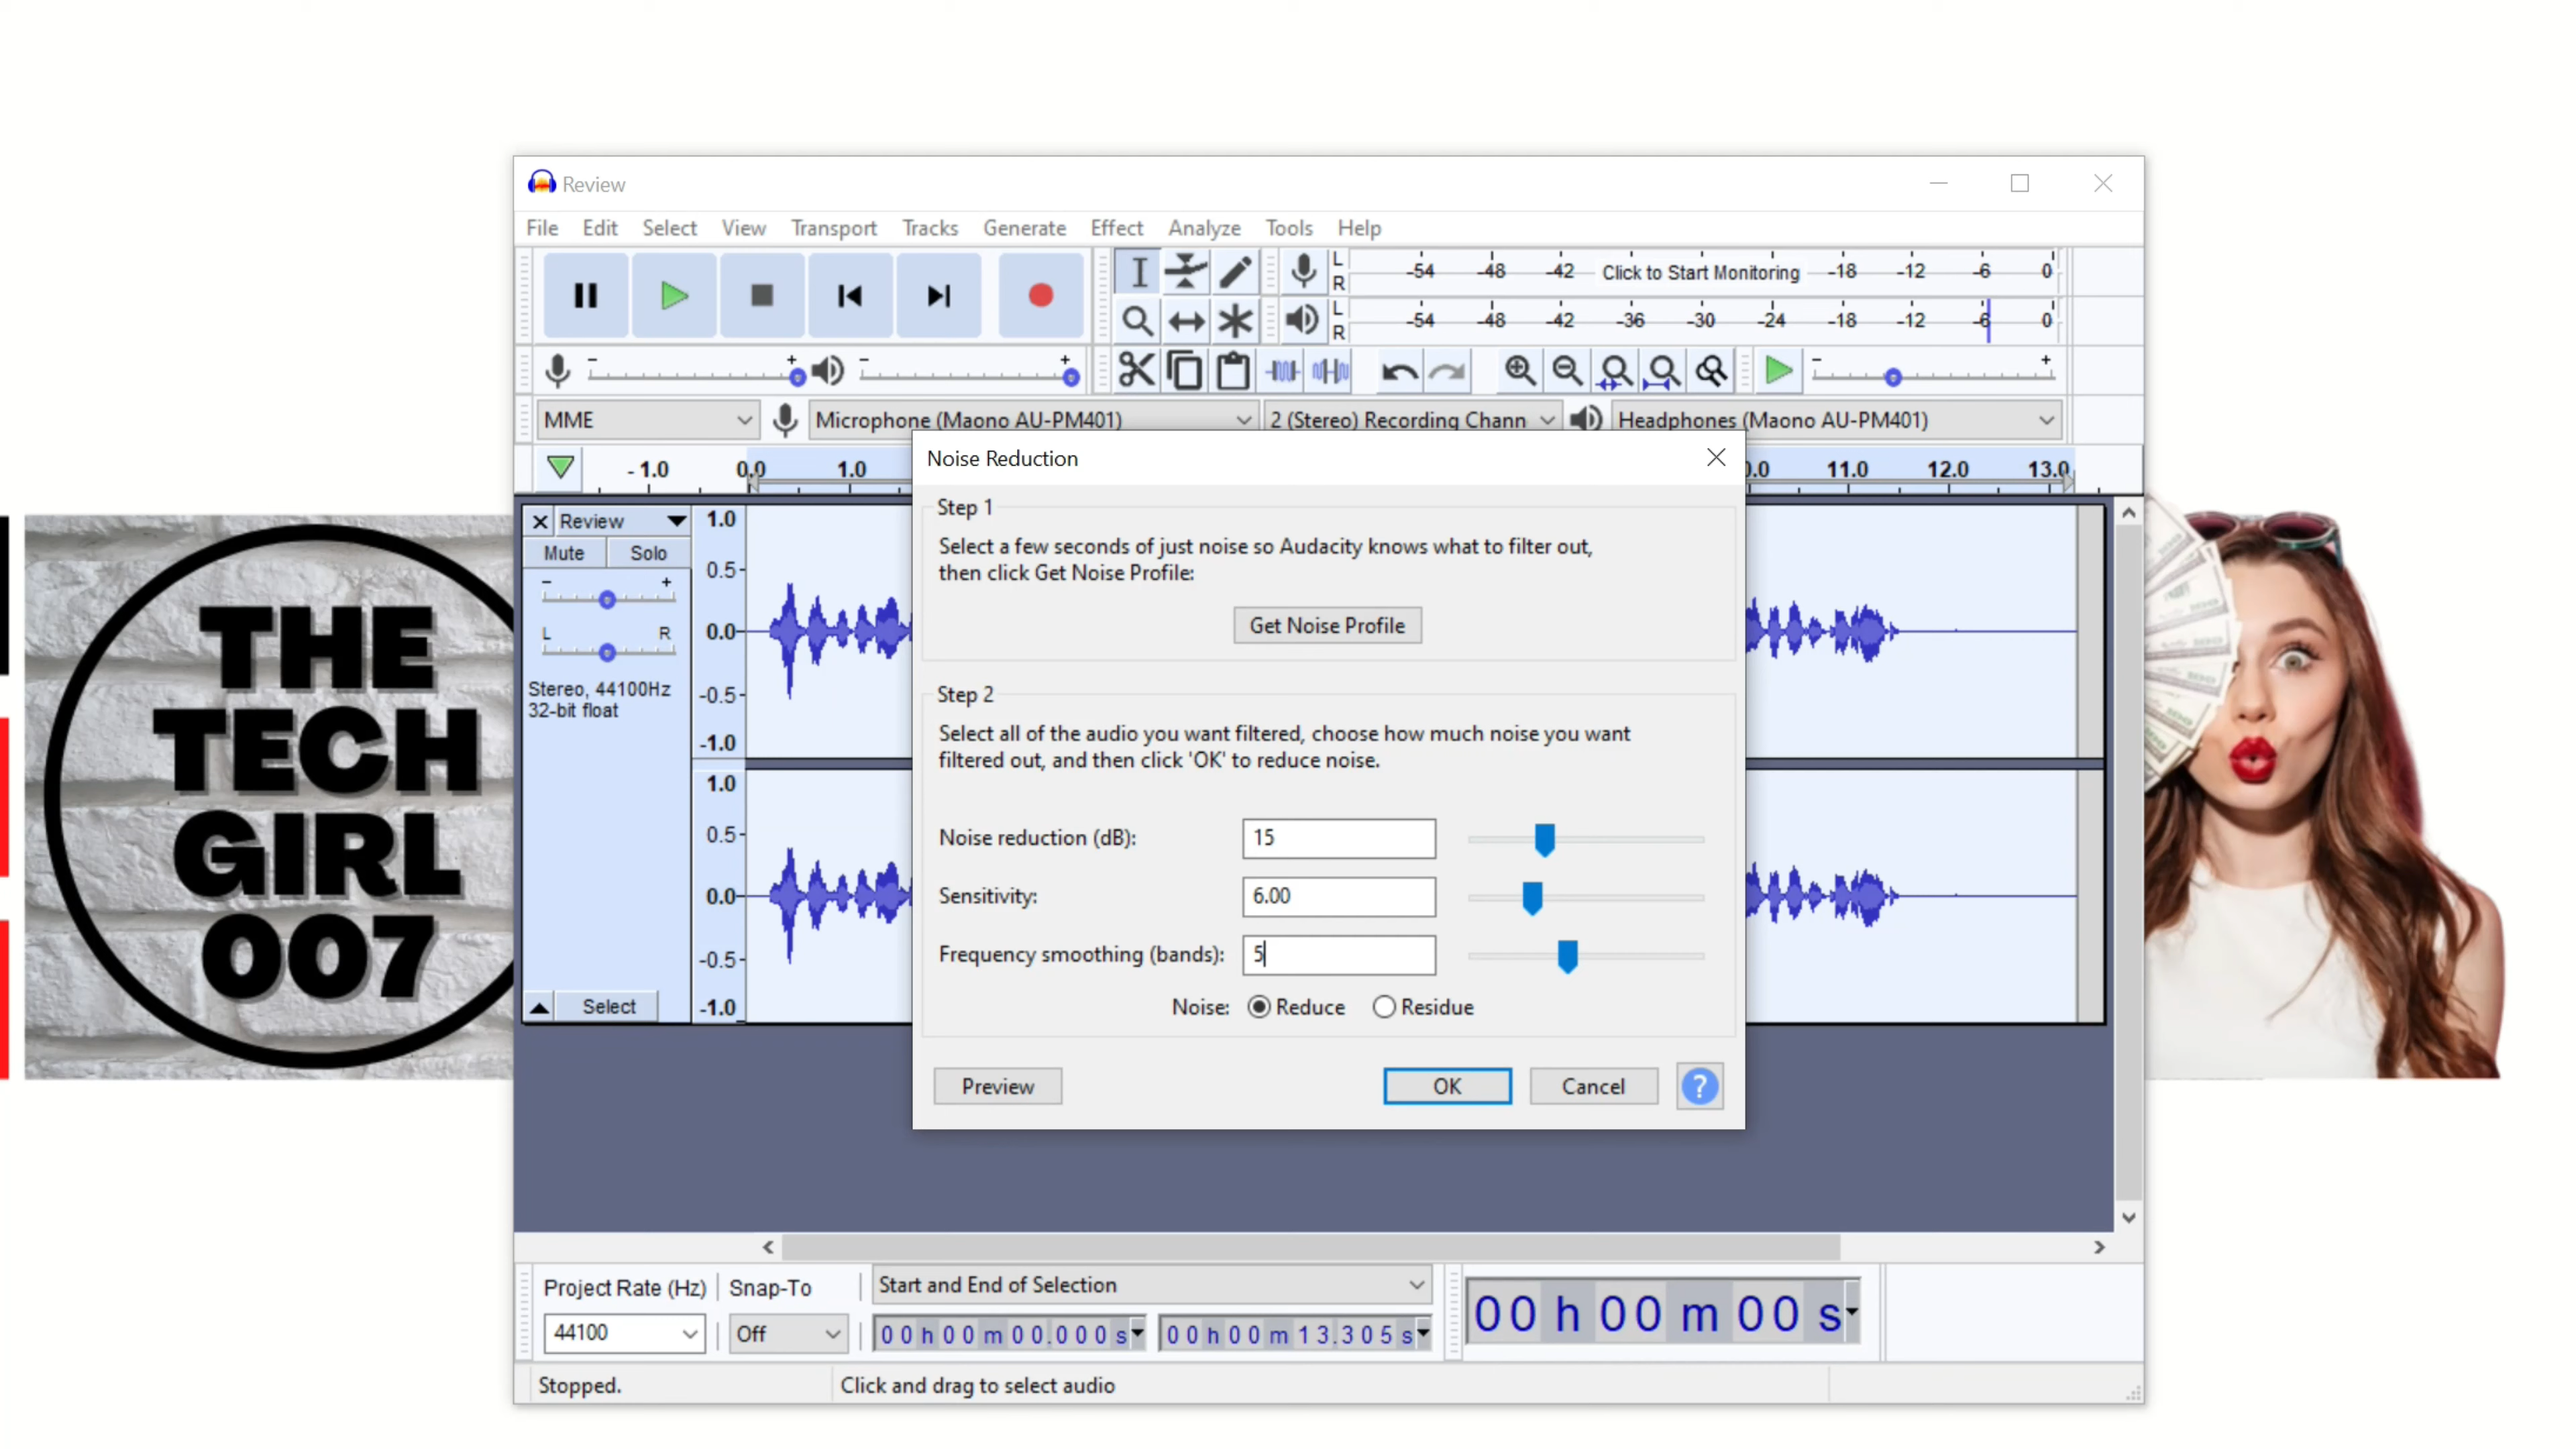 Review
File Edit Select View Transport Tracks Generate Effect Analyze Tools Help
L
R
-54 -48 -42 Click to Start Monitoring -18 -12 -6 0
L
R
-54 -48 -42 -36 -30 -24 -18 -12 -6 0
- + - +
- +
MME Microphone (Maono AU-PM401) 2 (Stereo) Recording Chann Headphones (Maono AU-PM401)
-1.0 0.0 1.0 0.0 11.0 12.0 13.0
Noise Reduction
Step 1
Select a few seconds of just noise so Audacity knows what to filter out,
then click Get Noise Profile:
Get Noise Profile
Step 2
Select all of the audio you want filtered, choose how much noise you want
filtered out, and then click 'OK' to reduce noise.
Noise reduction (dB): 15
Sensitivity: 6.00
Frequency smoothing (bands): 5
Noise: Reduce Residue
Preview OK Cancel ?
Review
Mute Solo
- +
L R
Stereo, 44100Hz
32-bit float
Select
1.0
0.5-
0.0-
-0.5-
-1.0
1.0
0.5-
0.0-
-0.5-
-1.0
THE
TECH
GIRL
007
Project Rate (Hz) Snap-To Start and End of Selection
44100 Off 00 h 00 m 00.000 s 00 h 00 m 13.305 s
00 h 00 m 00 s
Stopped. Click and drag to select audio